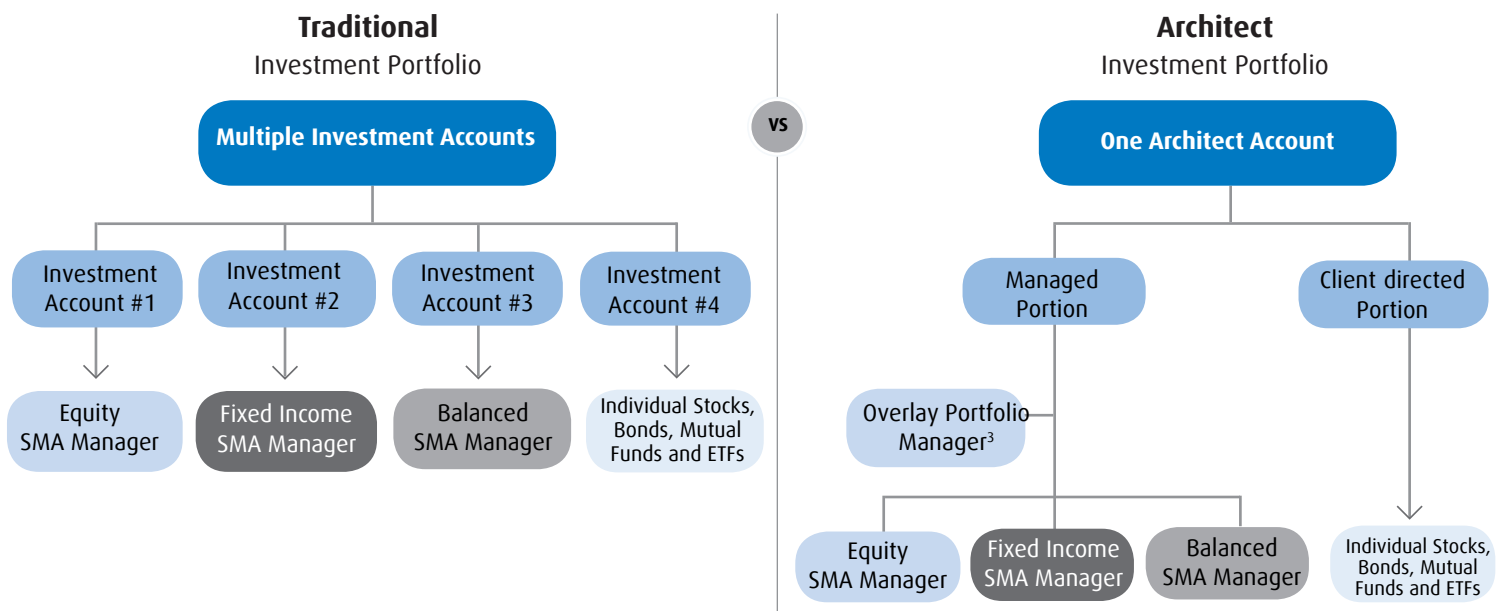 Traditional
Investment Portfolio
Multiple Investment Accounts
Investment
Account #1
Investment
Account #2
Investment
Account #3
Investment
Account #4
Equity
SMA Manager
Fixed Income
SMA Manager
Balanced
SMA Manager
Individual Stocks,
Bonds, Mutual
Funds and ETFs
VS
Architect
Investment Portfolio
One Architect Account
Managed
Portion
Client directed
Portion
Overlay Portfolio
Manager³
Equity
SMA Manager
Fixed Income
SMA Manager
Balanced
SMA Manager
Individual Stocks,
Bonds, Mutual
Funds and ETFs